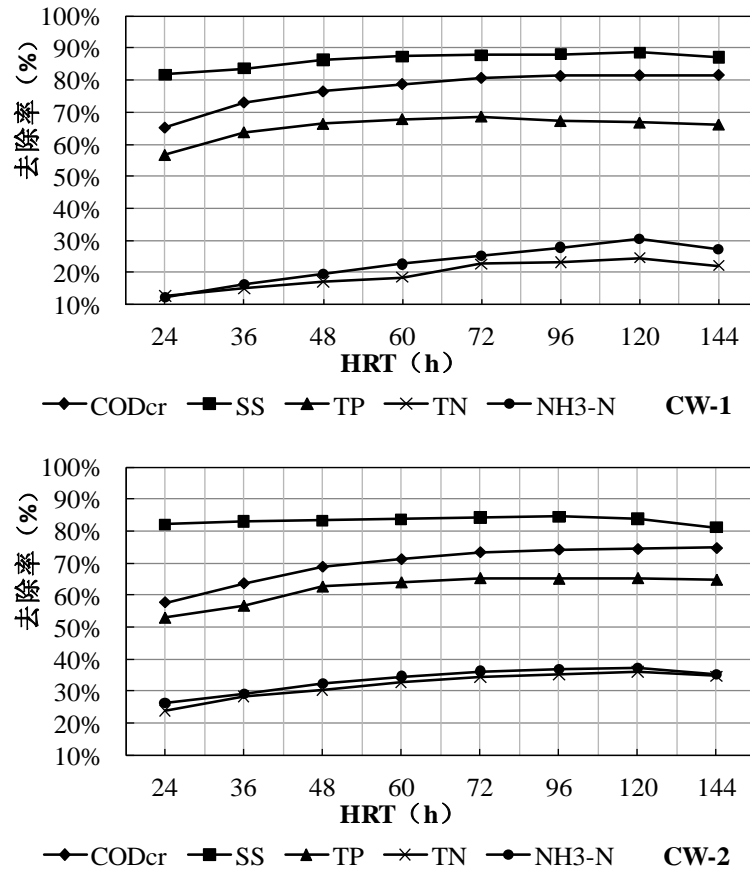 100%
90%
80%
70%
60%
50%
40%
30%
20%
10%
去除率（%）
24 36 48 60 72 96 120 144
HRT（h）
CODcr SS TP TN NH3-N CW-1
100%
90%
80%
70%
60%
50%
40%
30%
20%
10%
去除率（%）
24 36 48 60 72 96 120 144
HRT（h）
CODcr SS TP TN NH3-N CW-2